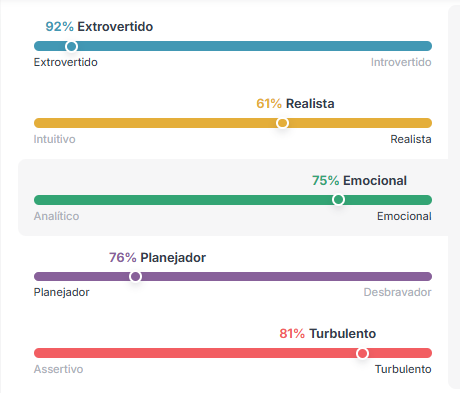 92% Extrovertido
Extrovertido Introvertido
61% Realista
Intuitivo Realista
75% Emocional
Analítico Emocional
76% Planejador
Planejador Desbravador
81% Turbulento
Assertivo Turbulento